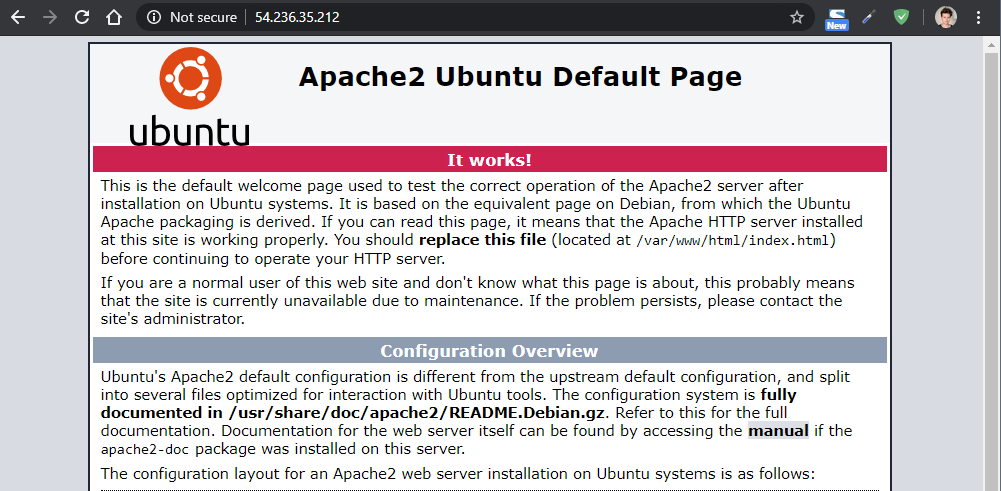 Not secure | 54.236.35.212
New
ubuntu
Apache2 Ubuntu Default Page
It works!
This is the default welcome page used to test the correct operation of the Apache2 server after
installation on Ubuntu systems. It is based on the equivalent page on Debian, from which the Ubuntu
Apache packaging is derived. If you can read this page, it means that the Apache HTTP server installed
at this site is working properly. You should replace this file (located at /var/www/html/index.html)
before continuing to operate your HTTP server.
If you are a normal user of this web site and don't know what this page is about, this probably means
that the site is currently unavailable due to maintenance. If the problem persists, please contact the
site's administrator.
Configuration Overview
Ubuntu's Apache2 default configuration is different from the upstream default configuration, and split
into several files optimized for interaction with Ubuntu tools. The configuration system is fully
documented in /usr/share/doc/apache2/README.Debian.gz. Refer to this for the full
documentation. Documentation for the web server itself can be found by accessing the manual if the
apache2-doc package was installed on this server.
The configuration layout for an Apache2 web server installation on Ubuntu systems is as follows: